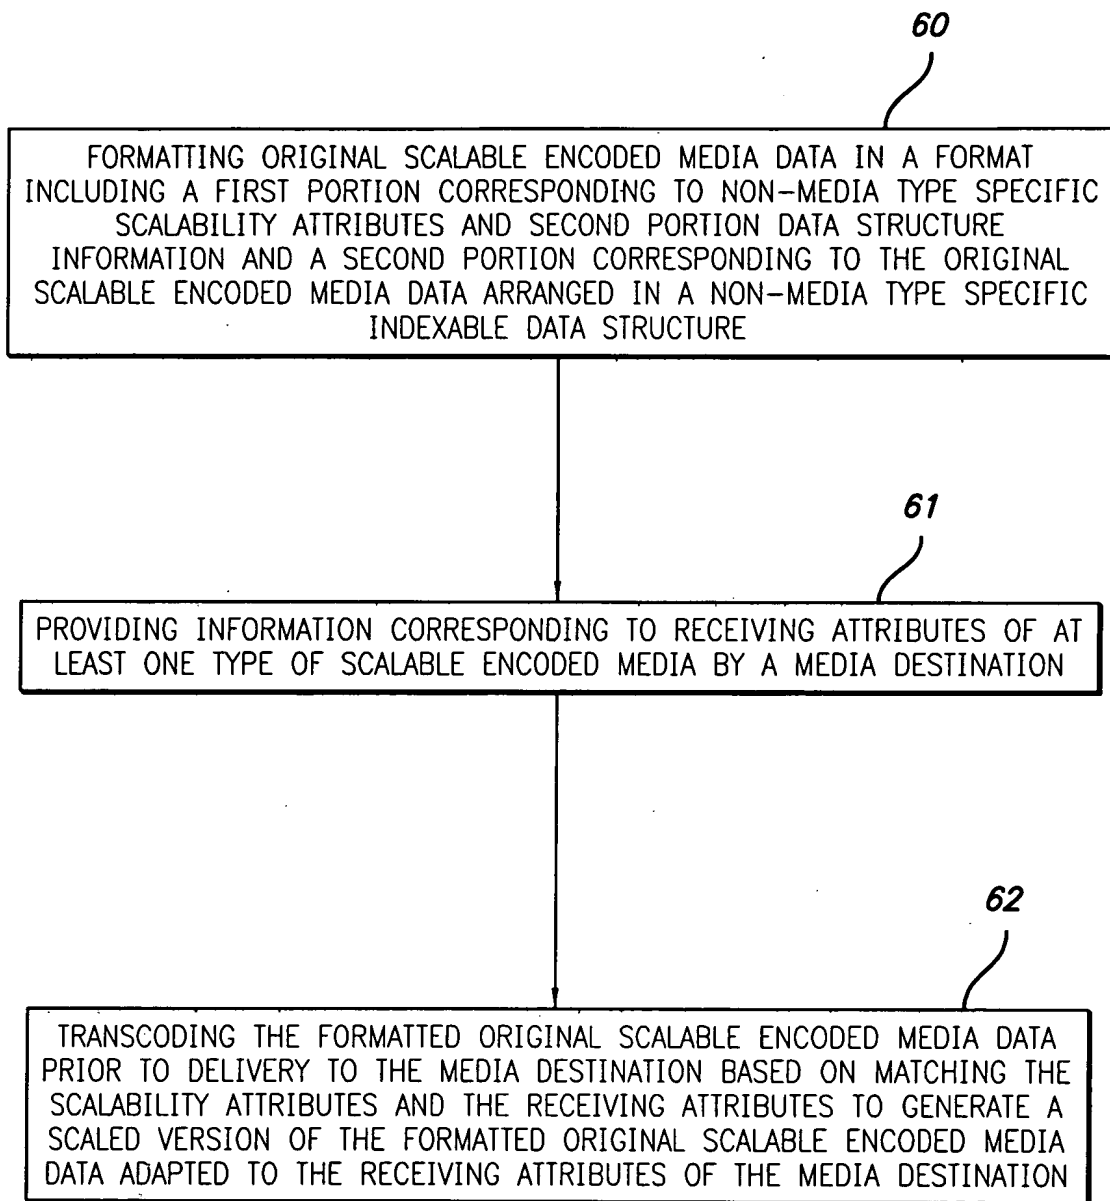 60
FORMATTING ORIGINAL SCALABLE ENCODED MEDIA DATA IN A FORMAT
INCLUDING A FIRST PORTION CORRESPONDING TO NON-MEDIA TYPE SPECIFIC
SCALABILITY ATTRIBUTES AND SECOND PORTION DATA STRUCTURE
INFORMATION AND A SECOND PORTION CORRESPONDING TO THE ORIGINAL
SCALABLE ENCODED MEDIA DATA ARRANGED IN A NON-MEDIA TYPE SPECIFIC
INDEXABLE DATA STRUCTURE
61
PROVIDING INFORMATION CORRESPONDING TO RECEIVING ATTRIBUTES OF AT
LEAST ONE TYPE OF SCALABLE ENCODED MEDIA BY A MEDIA DESTINATION
62
TRANSCODING THE FORMATTED ORIGINAL SCALABLE ENCODED MEDIA DATA
PRIOR TO DELIVERY TO THE MEDIA DESTINATION BASED ON MATCHING THE
SCALABILITY ATTRIBUTES AND THE RECEIVING ATTRIBUTES TO GENERATE A
SCALED VERSION OF THE FORMATTED ORIGINAL SCALABLE ENCODED MEDIA
DATA ADAPTED TO THE RECEIVING ATTRIBUTES OF THE MEDIA DESTINATION